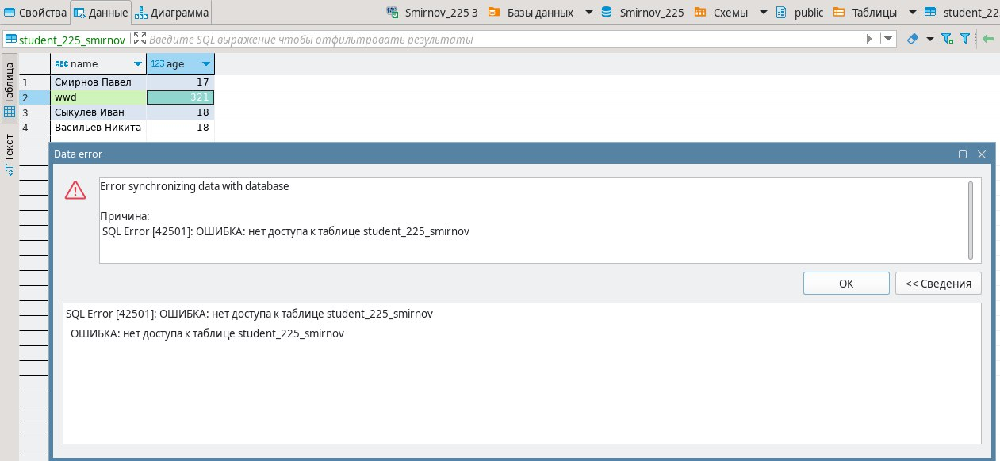 Свойства Данные Диаграмма Smirnov_225 3 Базы данных Smirnov_225 Схемы public Таблицы student_22
student_225_smirnov Введите SQL выражение чтобы отфильтровать результаты
Таблица
Текст
ABC name 123 age
1 Смирнов Павел 17
2 wwd 321
3 Сыкулев Иван 18
4 Васильев Никита 18
Data error
Error synchronizing data with database
Причина:
SQL Error [42501]: ОШИБКА: нет доступа к таблице student_225_smirnov
ОК << Сведения
SQL Error [42501]: ОШИБКА: нет доступа к таблице student_225_smirnov
ОШИБКА: нет доступа к таблице student_225_smirnov